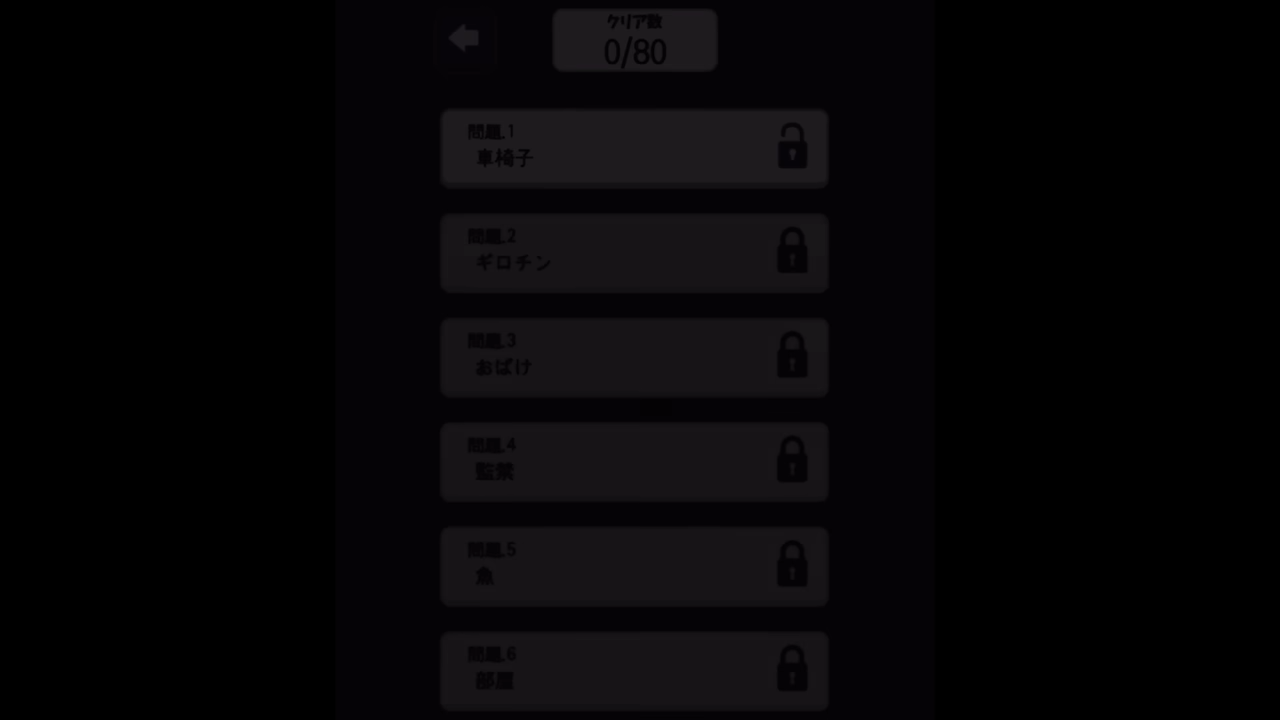 クリア数
0/80
問題.1
車椅子
問題.2
ギロチン
問題.3
おばけ
問題.4
監禁
問題.5
魚
問題.6
部屋